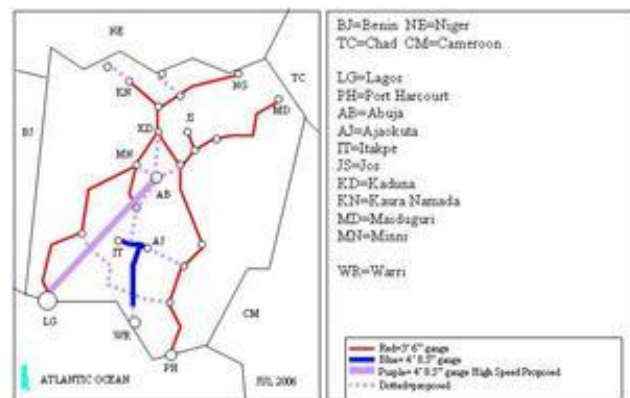 NE
TC
KN
NG
MD
KD
E
BJ
MN
AB
IT
AJ
LG
WR
CM
PH
ATLANTIC OCEAN
JUL 2006
BJ=Benin NE=Niger
TC=Chad CM=Cameroon
LG=Lagos
PH=Port Harcourt
AB=Abuja
AJ=Ajaokuta
IT=Itakpe
JS=Jos
KD=Kaduna
KN=Kaura Namada
MD=Maiduguri
MN=Minni
WR=Warri
Red=3' 6" gauge
Blue= 4' 8.5" gauge
Purple= 4' 8.5" gauge High Speed Proposed
Dotted=proposed